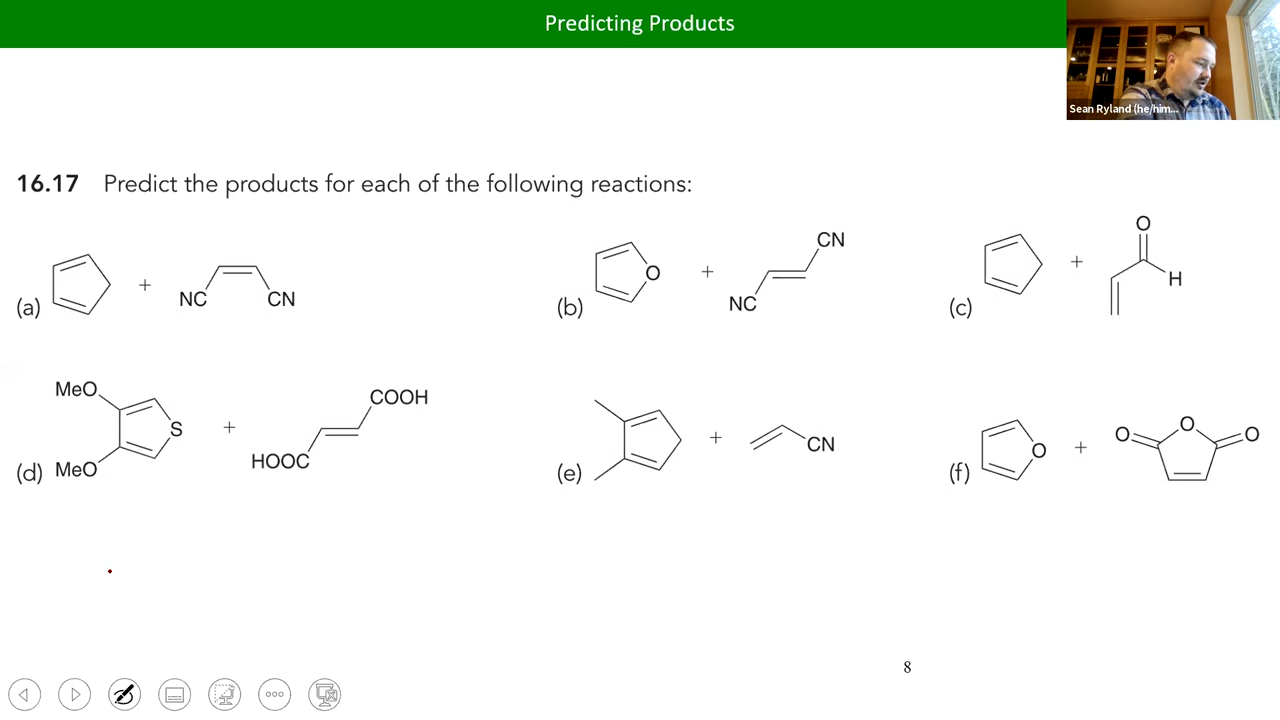 Predicting Products
Sean Ryland (he/him...
16.17 Predict the products for each of the following reactions:
(a) + NC CN
(b) O + NC CN
(c) + O H
(d) MeO MeO S + HOOC COOH
(e) + CN
(f) O + O O O
8